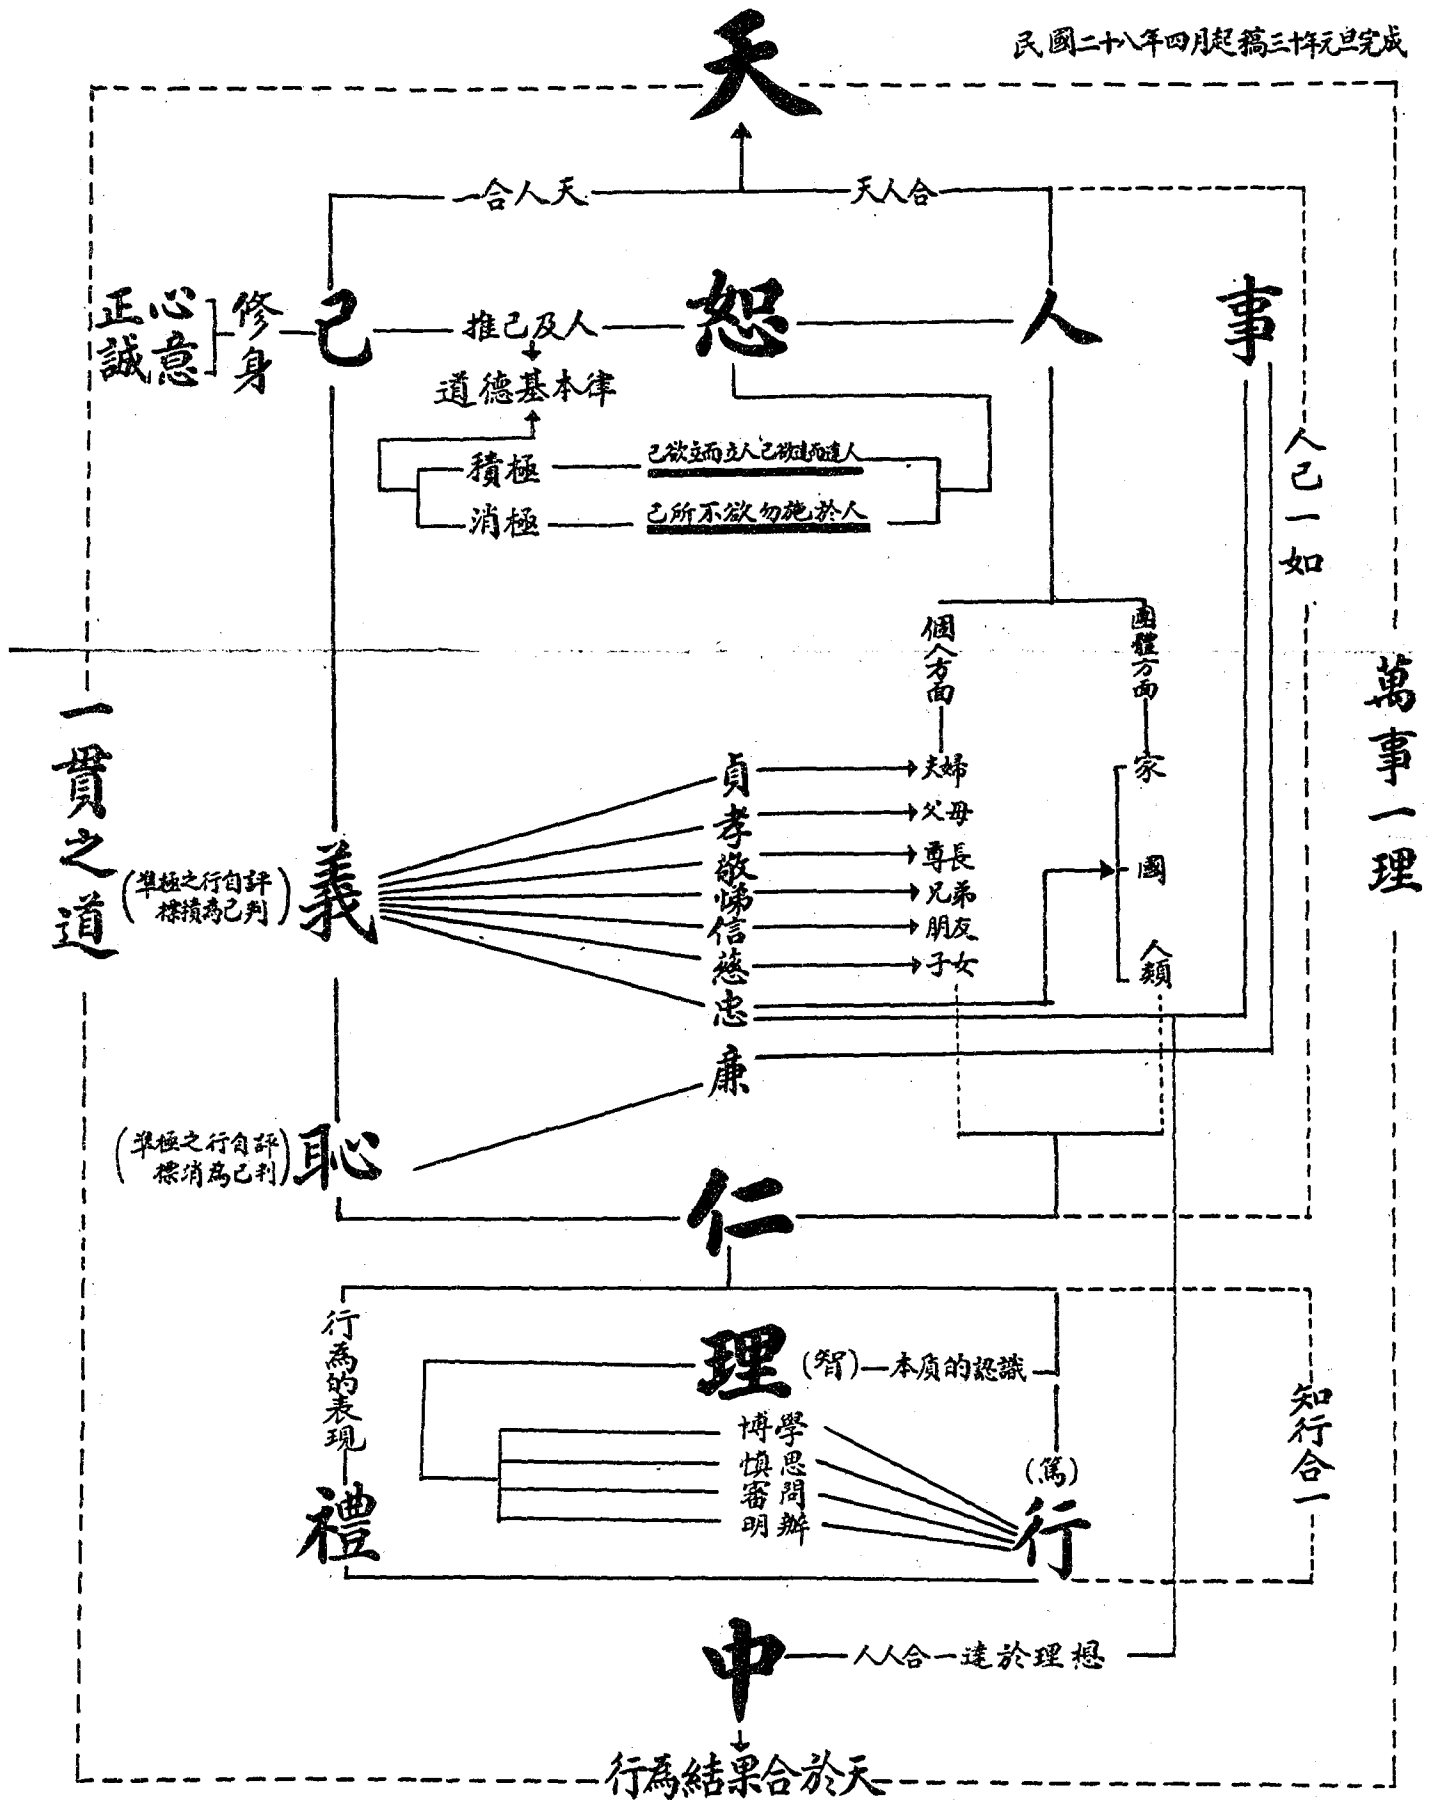 民國二十八年四月起稿三十年元旦完成
天
一合人天
天人合
正心
誠意
修身
己
推己及人
恕
人
事
道德基本律
積極
己欲立而立人己欲達而達人
消極
己所不欲勿施於人
人己一如
個人方面
團體方面
一貫之道
萬事一理
貞
夫婦
家
孝
父母
敬
尊長
國
悌
兄弟
信
朋友
慈
子女
人類
忠
廉
義
(準極之行自評
標積為己判)
恥
(準極之行自評
標消為己判)
仁
行為的表現
理
(智)
本质的認識
博學
慎思
審問
明辦
(篤)
行
禮
知行合一
中
人人合一達於理想
行為結果合於天